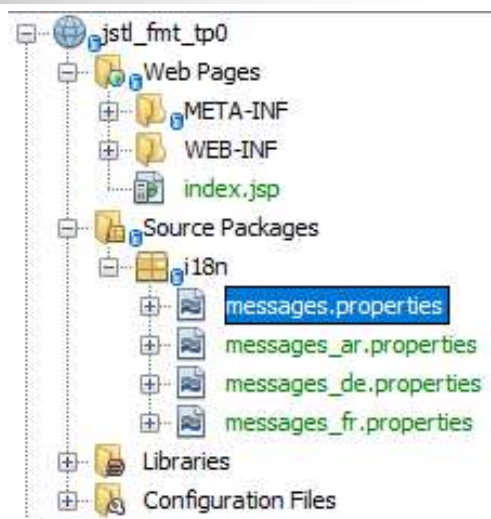 jstl_fmt_tp0
Web Pages
META-INF
WEB-INF
index.jsp
Source Packages
i18n
messages.properties
messages_ar.properties
messages_de.properties
messages_fr.properties
Libraries
Configuration Files